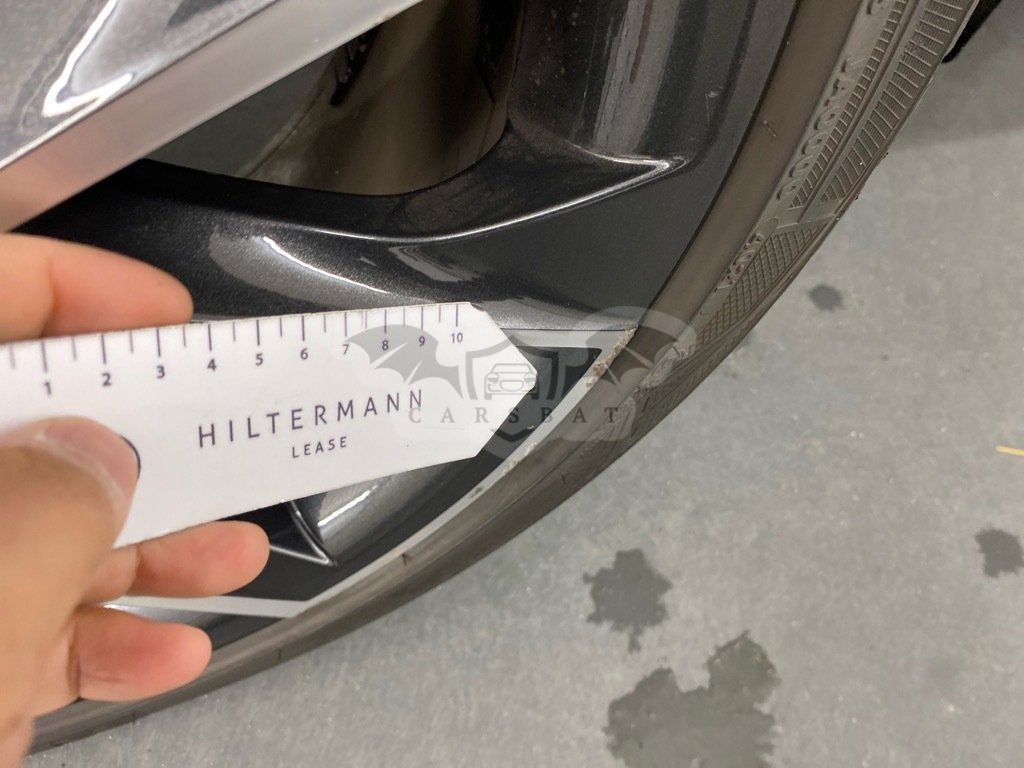 1 2 3 4 5 6 7 8 9 10
HILTERMANN
LEASE
CARSBAT